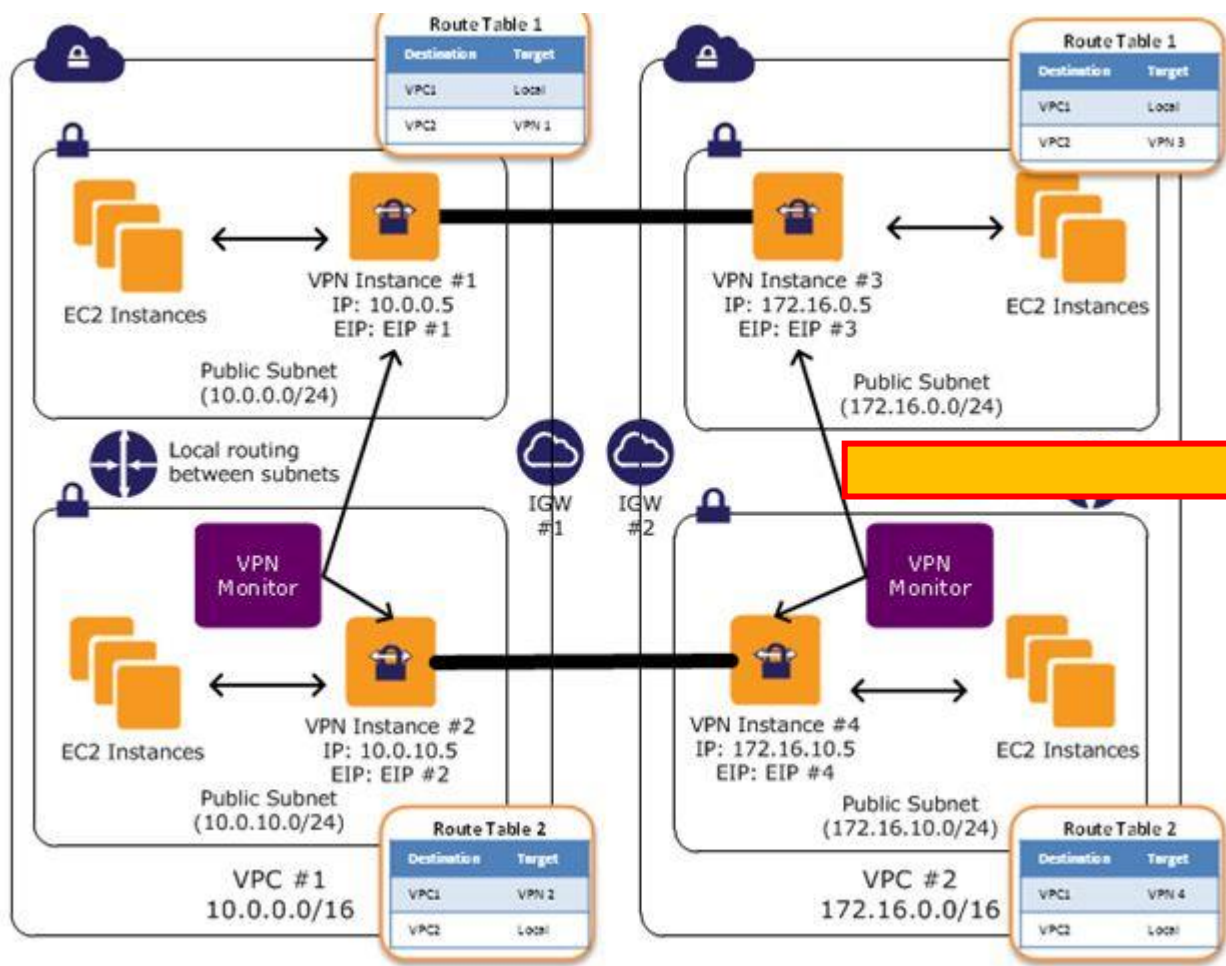 Route Table 1
Destination Target
VPC1 Local
VPC2 VPN 1
Route Table 1
Destination Target
VPC1 Local
VPC2 VPN 3
EC2 Instances
VPN Instance #1
IP: 10.0.0.5
EIP: EIP #1
Public Subnet
(10.0.0.0/24)
VPN Instance #3
IP: 172.16.0.5
EIP: EIP #3
EC2 Instances
Public Subnet
(172.16.0.0/24)
Local routing
between subnets
IGW
#1
IGW
#2
VPN
Monitor
VPN
Monitor
EC2 Instances
VPN Instance #2
IP: 10.0.10.5
EIP: EIP #2
Public Subnet
(10.0.10.0/24)
VPN Instance #4
IP: 172.16.10.5
EIP: EIP #4
EC2 Instances
Public Subnet
(172.16.10.0/24)
VPC #1
10.0.0.0/16
Route Table 2
Destination Target
VPC1 VPN 2
VPC2 Local
VPC #2
172.16.0.0/16
Route Table 2
Destination Target
VPC1 VPN 4
VPC2 Local